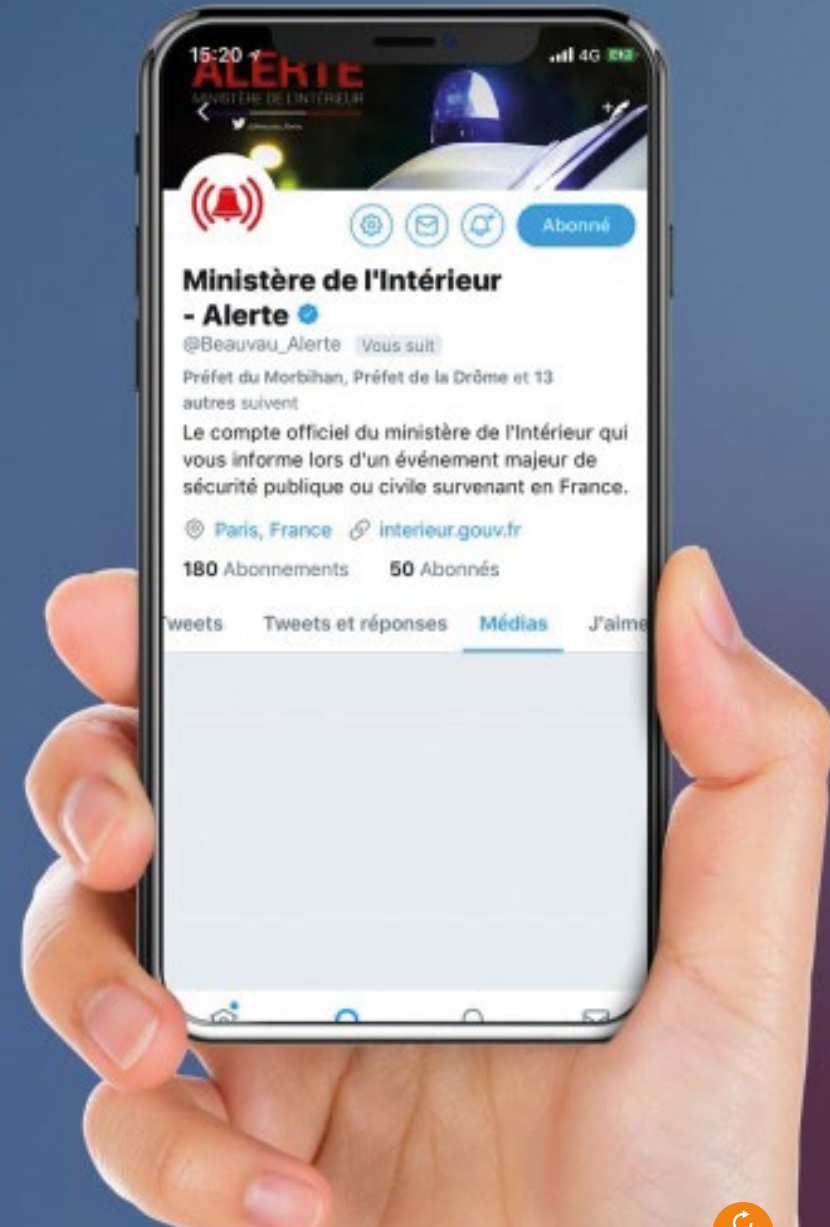 15:20
4G
ALERTE
MINISTÈRE DE L'INTÉRIEUR
@Beauvau_Alerte
Abonné
Ministère de l'Intérieur
- Alerte
@Beauvau_Alerte Vous suit
Préfet du Morbihan, Préfet de la Drôme et 13
autres suivent
Le compte officiel du ministère de l'Intérieur qui
vous informe lors d'un événement majeur de
sécurité publique ou civile survenant en France.
Paris, France interieur.gouv.fr
180 Abonnements 50 Abonnés
Tweets Tweets et réponses Médias J'aime